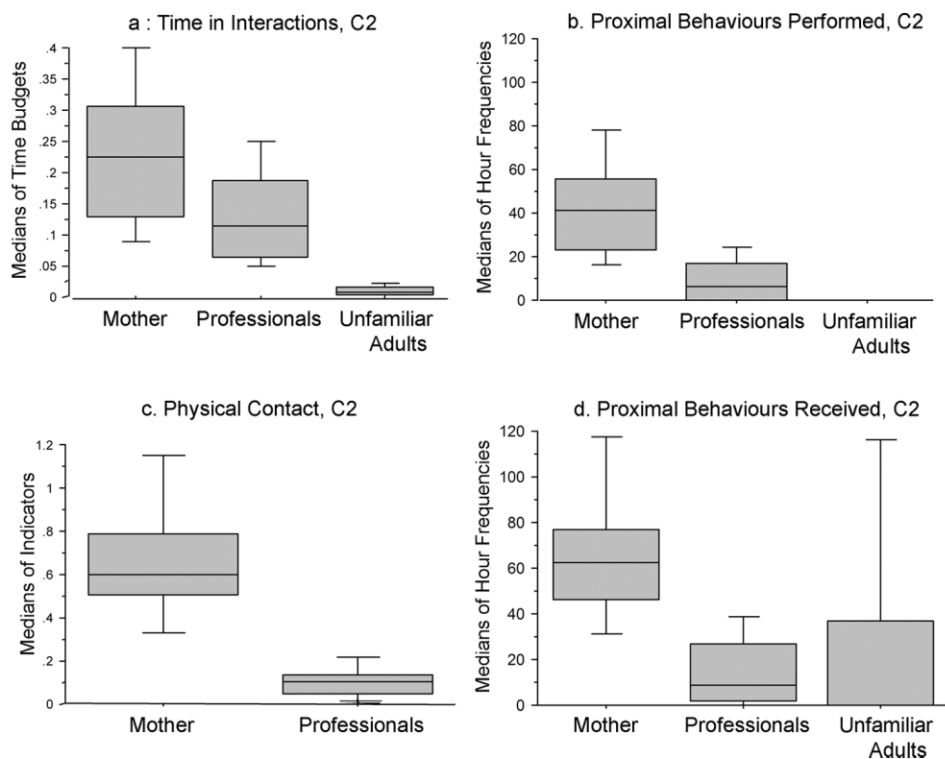 a : Time in Interactions, C2
Medians of Time Budgets
.4
.35
.3
.25
.2
.15
.1
.05
0
Mother Professionals Unfamiliar
Adults
b. Proximal Behaviours Performed, C2
Medians of Hour Frequencies
120
100
80
60
40
20
0
Mother Professionals Unfamiliar
Adults
c. Physical Contact, C2
Medians of Indicators
1.2
1
.8
.6
.4
.2
0
Mother Professionals
d. Proximal Behaviours Received, C2
Medians of Hour Frequencies
120
100
80
60
40
20
0
Mother Professionals Unfamiliar
Adults